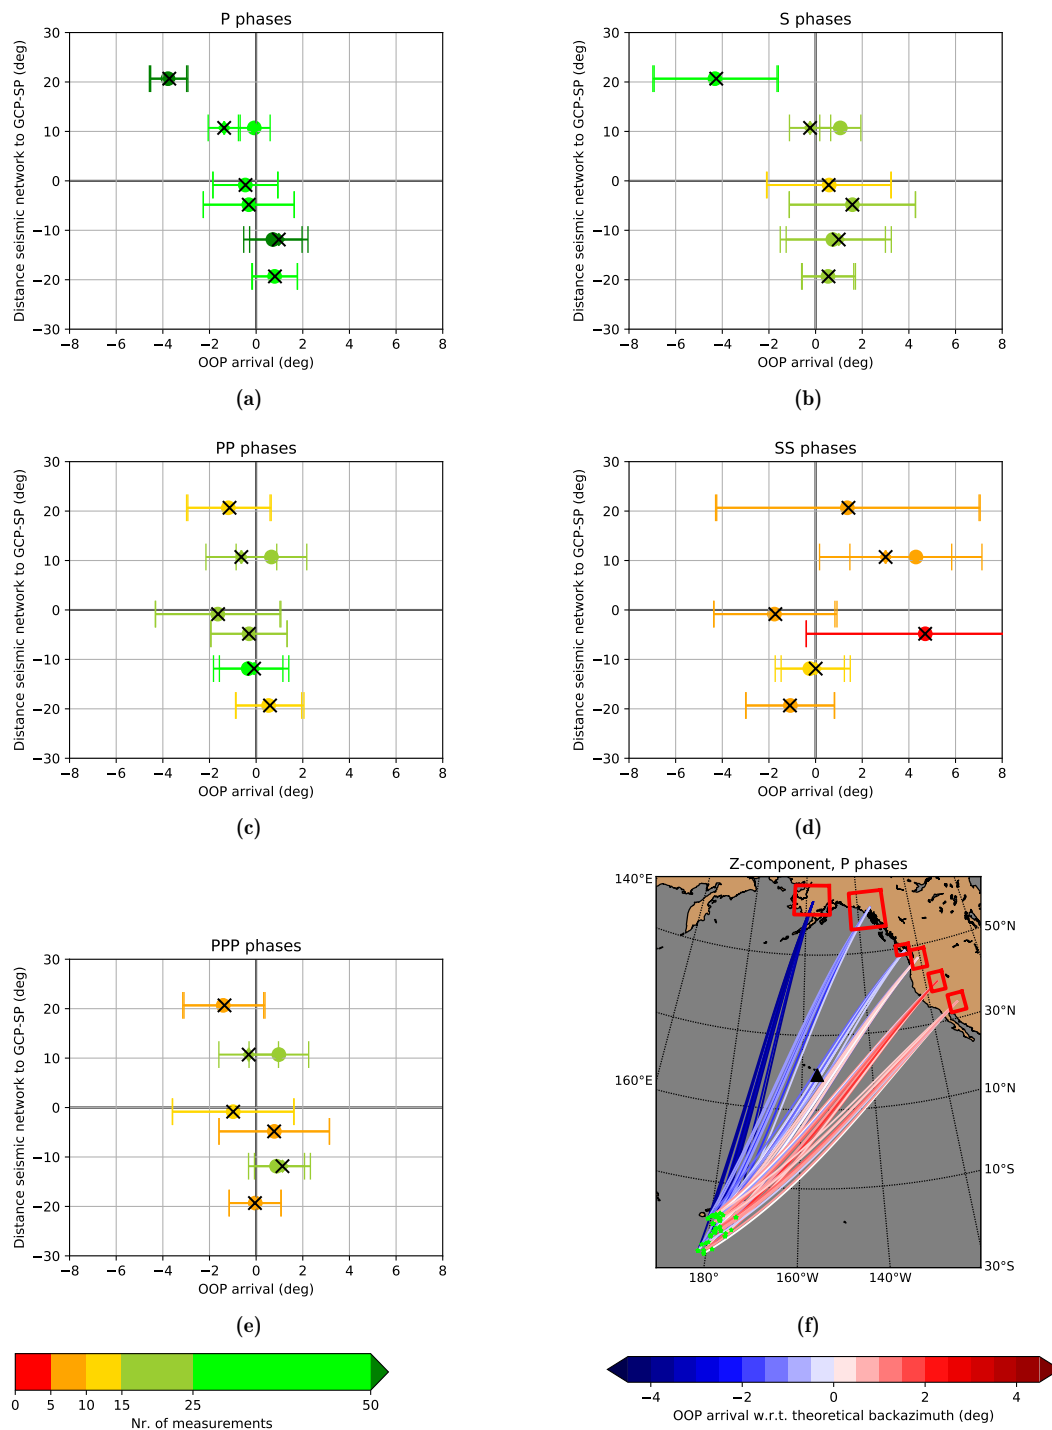 P phases
Distance seismic network to GCP-SP (deg)
30
20
10
0
−10
−20
−30
−8 −6 −4 −2 0 2 4 6 8
OOP arrival (deg)
(a)
S phases
Distance seismic network to GCP-SP (deg)
30
20
10
0
−10
−20
−30
−8 −6 −4 −2 0 2 4 6 8
OOP arrival (deg)
(b)
PP phases
Distance seismic network to GCP-SP (deg)
30
20
10
0
−10
−20
−30
−8 −6 −4 −2 0 2 4 6 8
OOP arrival (deg)
(c)
SS phases
Distance seismic network to GCP-SP (deg)
30
20
10
0
−10
−20
−30
−8 −6 −4 −2 0 2 4 6 8
OOP arrival (deg)
(d)
PPP phases
Distance seismic network to GCP-SP (deg)
30
20
10
0
−10
−20
−30
−8 −6 −4 −2 0 2 4 6 8
OOP arrival (deg)
(e)
Z-component, P phases
140°E
50°N
30°N
160°E
10°N
10°S
30°S
180° 160°W 140°W
(f)
0 5 10 15 25 50
Nr. of measurements
−4 −2 0 2 4
OOP arrival w.r.t. theoretical backazimuth (deg)